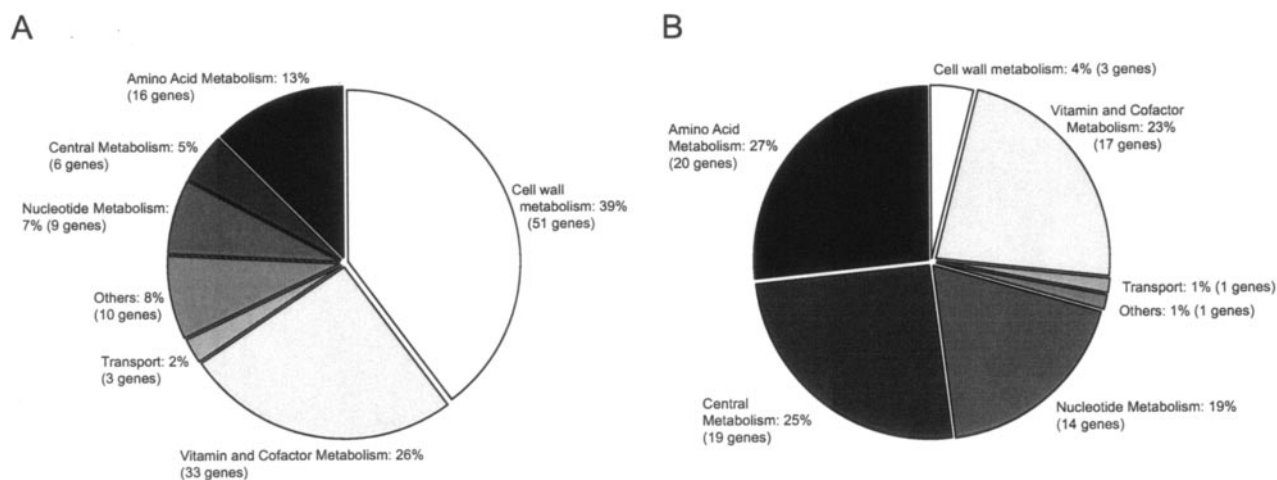 A
Amino Acid Metabolism: 13%
(16 genes)
Central Metabolism: 5%
(6 genes)
Nucleotide Metabolism:
7% (9 genes)
Others: 8%
(10 genes)
Transport: 2%
(3 genes)
Vitamin and Cofactor Metabolism: 26%
(33 genes)
Cell wall
metabolism: 39%
(51 genes)
B
Cell wall metabolism: 4% (3 genes)
Vitamin and Cofactor
Metabolism: 23%
(17 genes)
Amino Acid
Metabolism: 27%
(20 genes)
Transport: 1% (1 genes)
Others: 1% (1 genes)
Central
Metabolism: 25%
(19 genes)
Nucleotide Metabolism: 19%
(14 genes)